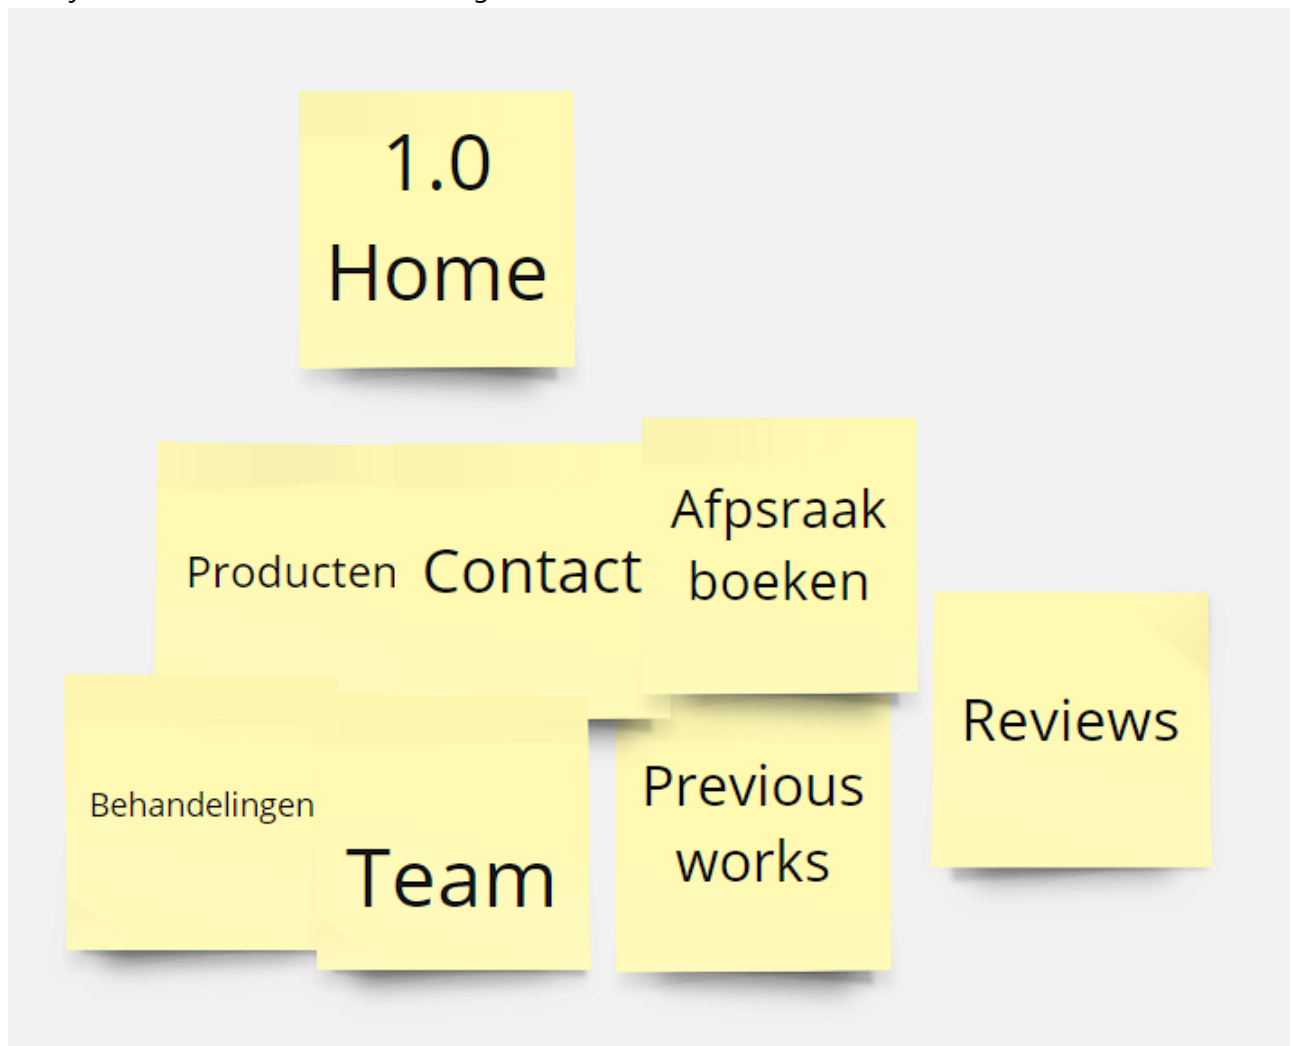 1.0
Home
Producten
Contact
Afpsraak
boeken
Reviews
Behandelingen
Team
Previous
works